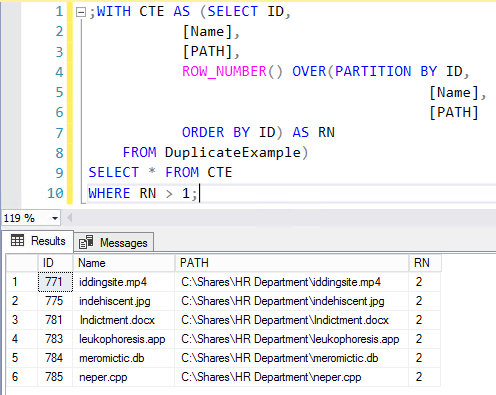 1 ;WITH CTE AS (SELECT ID,
2 [Name],
3 [PATH],
4 ROW_NUMBER() OVER(PARTITION BY ID,
5 [Name],
6 [PATH]
7 ORDER BY ID) AS RN
8 FROM DuplicateExample)
9 SELECT * FROM CTE
10 WHERE RN > 1;
119 %
Results Messages
ID Name PATH RN
1 771 iddingsite.mp4 C:\Shares\HR Department\iddingsite.mp4 2
2 775 indehiscent.jpg C:\Shares\HR Department\indehiscent.jpg 2
3 781 Indictment.docx C:\Shares\HR Department\Indictment.docx 2
4 783 leukophoresis.app C:\Shares\HR Department\leukophoresis.app 2
5 784 meromictic.db C:\Shares\HR Department\meromictic.db 2
6 785 neper.cpp C:\Shares\HR Department\neper.cpp 2